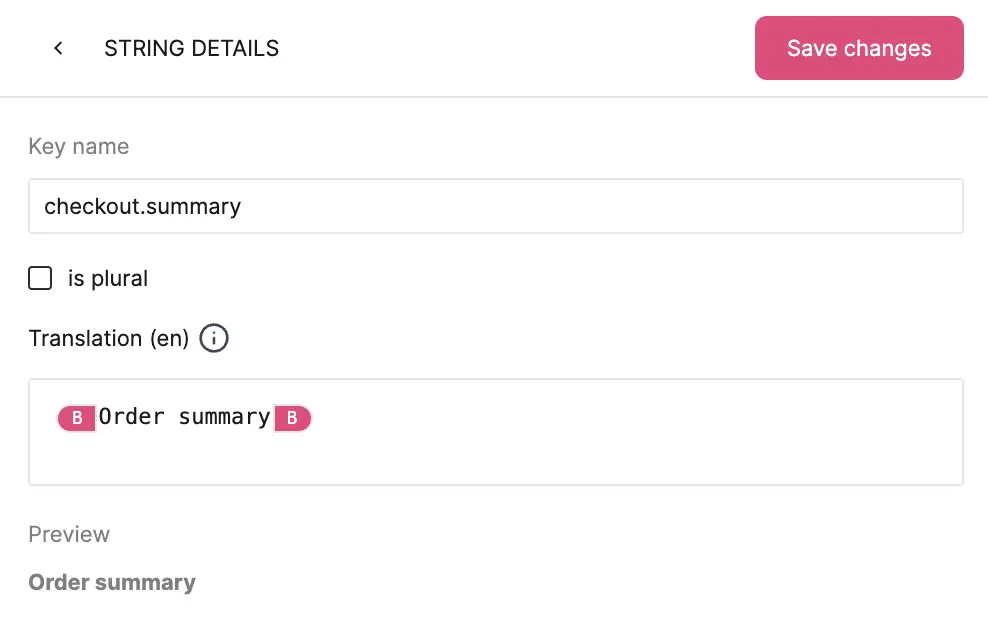 STRING DETAILS
Save changes
Key name
checkout.summary
is plural
Translation (en)
B Order summary B
Preview
Order summary